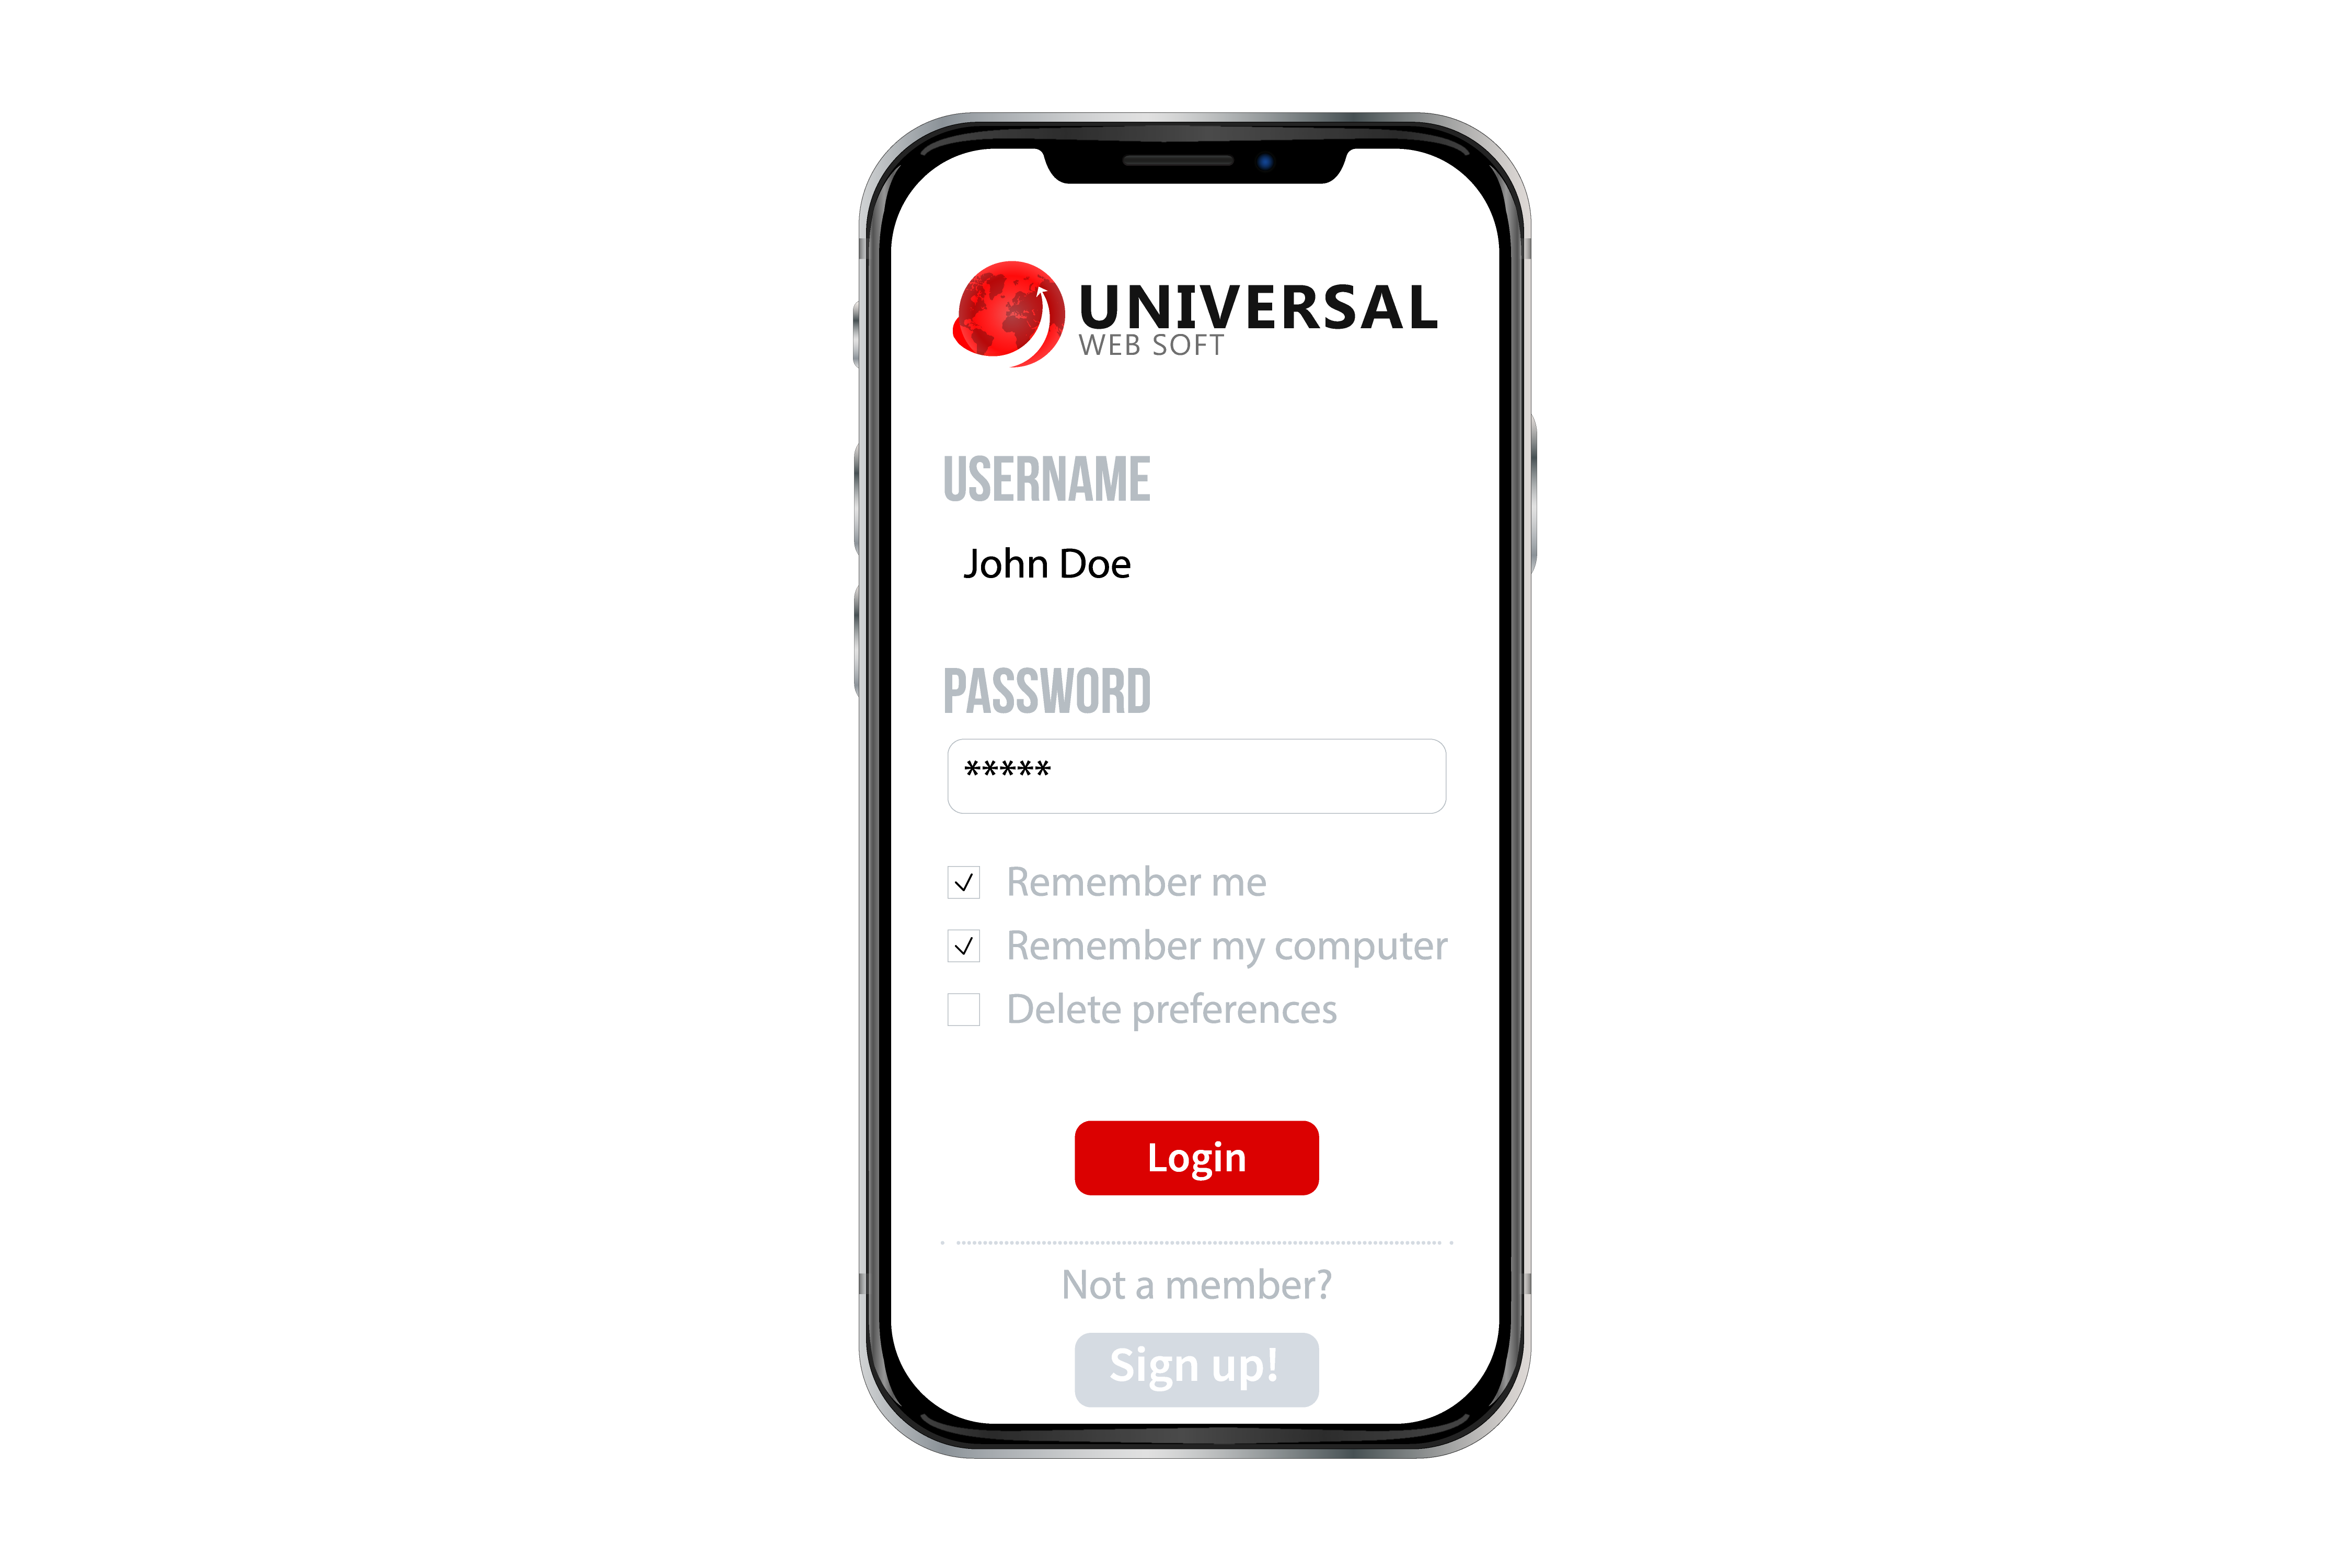 UNIVERSAL
WEB SOFT
USERNAME
John Doe
PASSWORD
*****
Remember me
Remember my computer
Delete preferences
Login
Not a member?
Sign up!